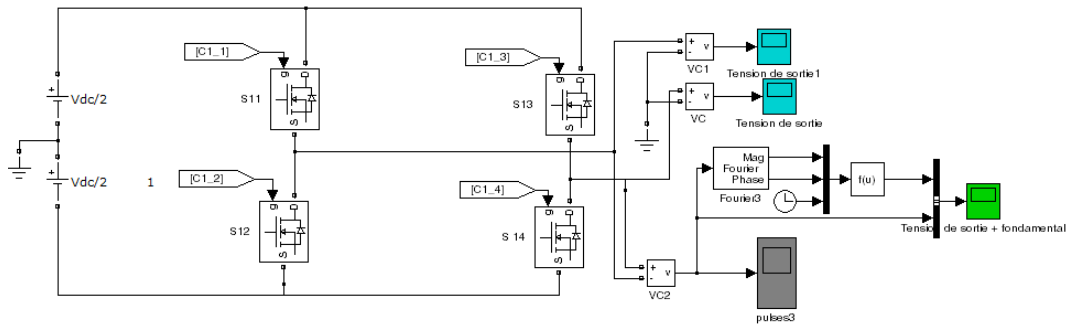 [C1_1]
g
D
S11
S
[C1_3]
g
D
S13
S
+
Vdc/2
+
Vdc/2
1
[C1_2]
g
D
S12
S
[C1_4]
g
D
S 14
S
+
-
v
VC1
Tension de sortie1
+
-
v
VC
Tension de sortie
Mag
Fourier
Phase
Fourier3
f(u)
Tension de sortie + fondamental
+
-
v
VC2
pulses3